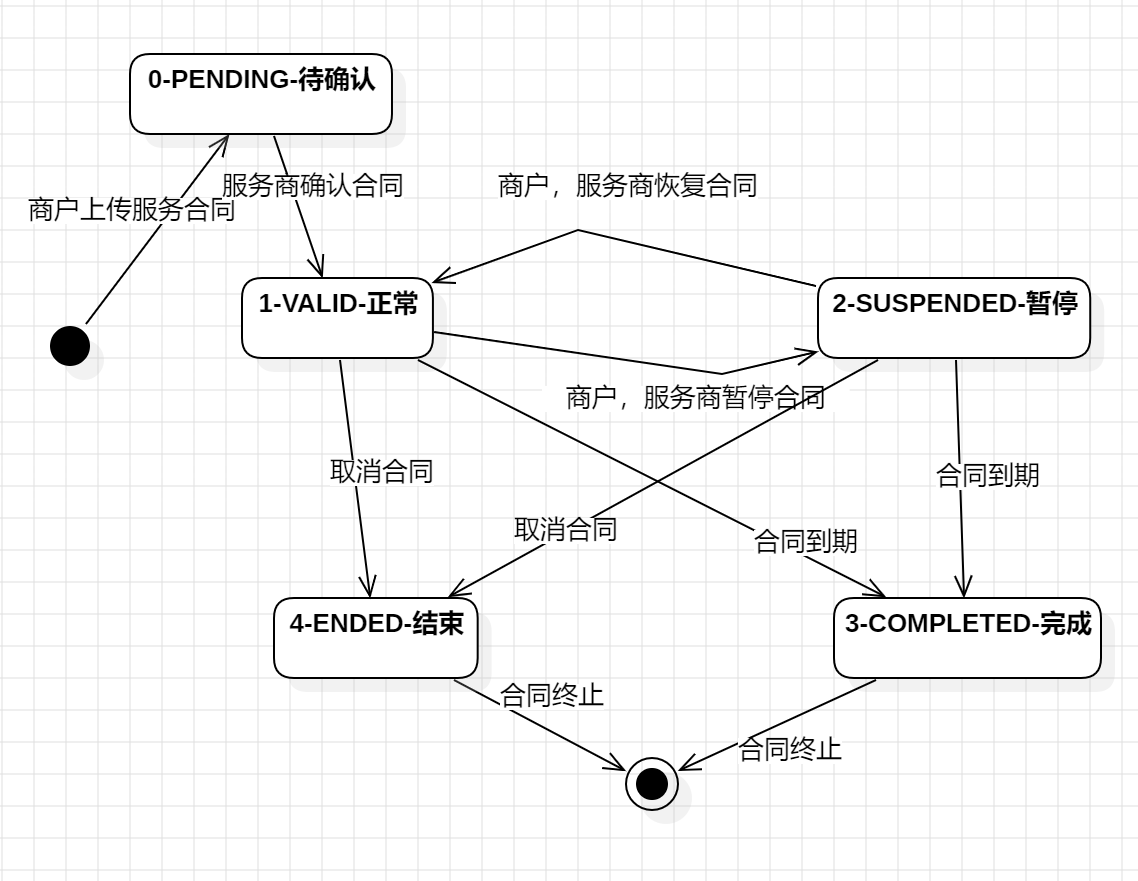 0-PENDING-待确认
服务商确认合同
商户，服务商恢复合同
商户上传服务合同
1-VALID-正常
2-SUSPENDED-暂停
商户，服务商暂停合同
取消合同
合同到期
取消合同
合同到期
4-ENDED-结束
3-COMPLETED-完成
合同终止
合同终止